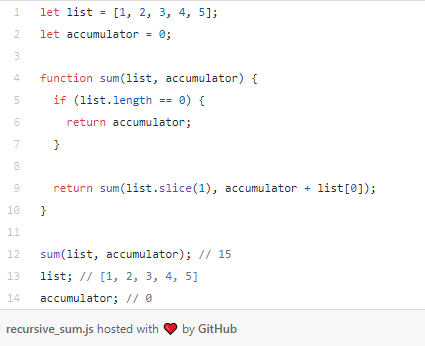 1 let list = [1, 2, 3, 4, 5];
2 let accumulator = 0;
3
4 function sum(list, accumulator) {
5   if (list.length == 0) {
6     return accumulator;
7   }
8
9   return sum(list.slice(1), accumulator + list[0]);
10 }
11
12 sum(list, accumulator); // 15
13 list; // [1, 2, 3, 4, 5]
14 accumulator; // 0
recursive_sum.js hosted with ❤ by GitHub